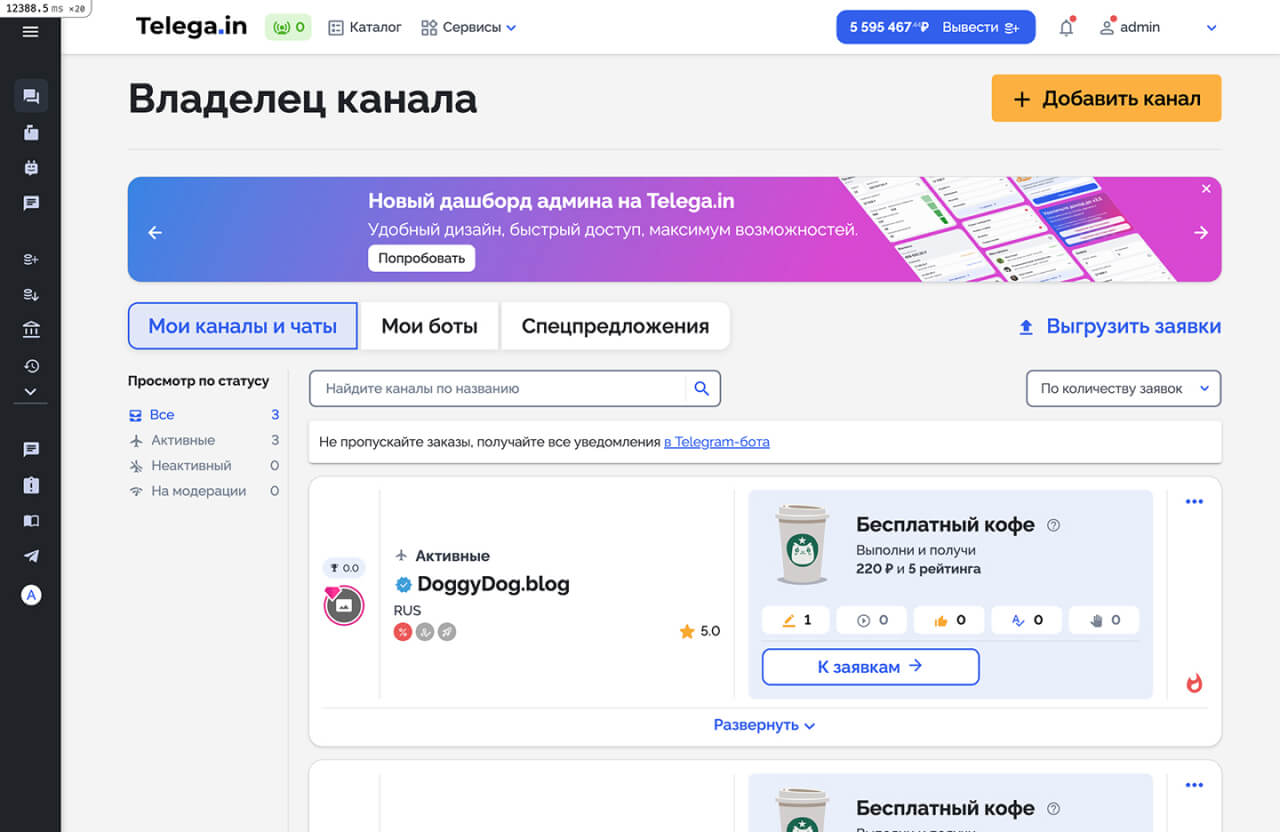 12388.5 ms ×20
Telega.in
0
Каталог
Сервисы
5 595 467,44 ₽ Вывести
admin
Владелец канала
+ Добавить канал
Новый дашборд админа на Telega.in
Удобный дизайн, быстрый доступ, максимум возможностей.
Попробовать
Мои каналы и чаты
Мои боты
Спецпредложения
Выгрузить заявки
Просмотр по статусу
Все 3
Активные 3
Неактивный 0
На модерации 0
Найдите каналы по названию
По количеству заявок
Не пропускайте заказы, получайте все уведомления в Telegram-бота
0.0
Активные
DoggyDog.blog
RUS
5.0
Бесплатный кофе
Выполни и получи
220 ₽ и 5 рейтинга
1 0 0 0 0
К заявкам
Развернуть
Бесплатный кофе
A